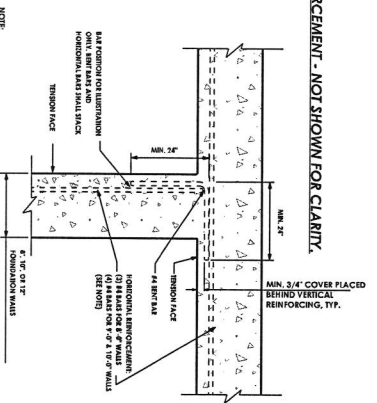 RCEMENT - NOT SHOWN FOR CLARITY.
MIN. 24"
MIN. 3/4" COVER PLACED
BEHIND VERTICAL
REINFORCING, TYP.
TENSION FACE
#4 BENT BAR
MIN. 24"
BAR POSITION FOR ILLUSTRATION
ONLY. BENT BARS AND
HORIZONTAL BARS SHALL STACK
TENSION FACE
HORIZONTAL REINFORCEMENT:
(3) #4 BARS FOR 8'-0" WALLS
(4) #4 BARS FOR 9'-0" & 10'-0" WALLS
(SEE NOTE)
8", 10", OR 12"
FOUNDATION WALLS
NOTE: